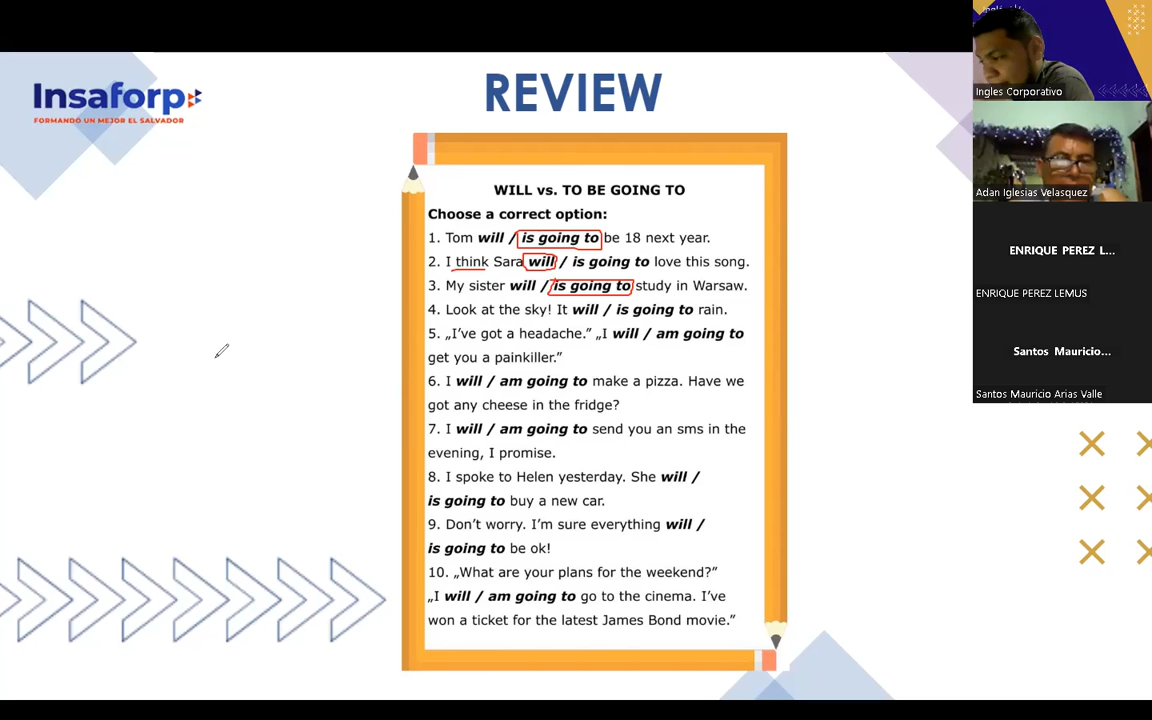 Insaforp
FORMANDO UN MEJOR EL SALVADOR
REVIEW
WILL vs. TO BE GOING TO
Choose a correct option:
1. Tom will / is going to be 18 next year.
2. I think Sara will / is going to love this song.
3. My sister will / is going to study in Warsaw.
4. Look at the sky! It will / is going to rain.
5. „I’ve got a headache.” „I will / am going to
get you a painkiller.”
6. I will / am going to make a pizza. Have we
got any cheese in the fridge?
7. I will / am going to send you an sms in the
evening, I promise.
8. I spoke to Helen yesterday. She will /
is going to buy a new car.
9. Don’t worry. I’m sure everything will /
is going to be ok!
10. „What are your plans for the weekend?”
„I will / am going to go to the cinema. I’ve
won a ticket for the latest James Bond movie.”
Ingles Corporativo
Adan Iglesias Velasquez
ENRIQUE PEREZ L...
ENRIQUE PEREZ LEMUS
Santos Mauricio...
Santos Mauricio Arias Valle